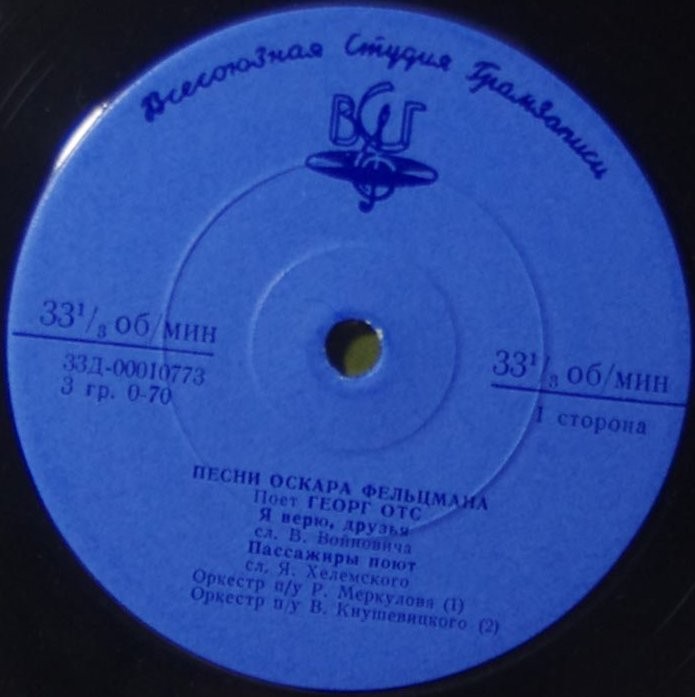 Всесоюзная Студия Грамзаписи
ВСГ
33¹/₃ об/мин
33Д-00010773
3 гр. 0-70
33¹/₃ об/мин
1 сторона
ПЕСНИ ОСКАРА ФЕЛЬЦМАНА
Поет ГЕОРГ ОТС
Я верю, друзья
сл. В. Войновича
Пассажиры поют
сл. Я. Хелемского
Оркестр п/у Р. Меркулова (1)
Оркестр п/у В. Кнушевицкого (2)